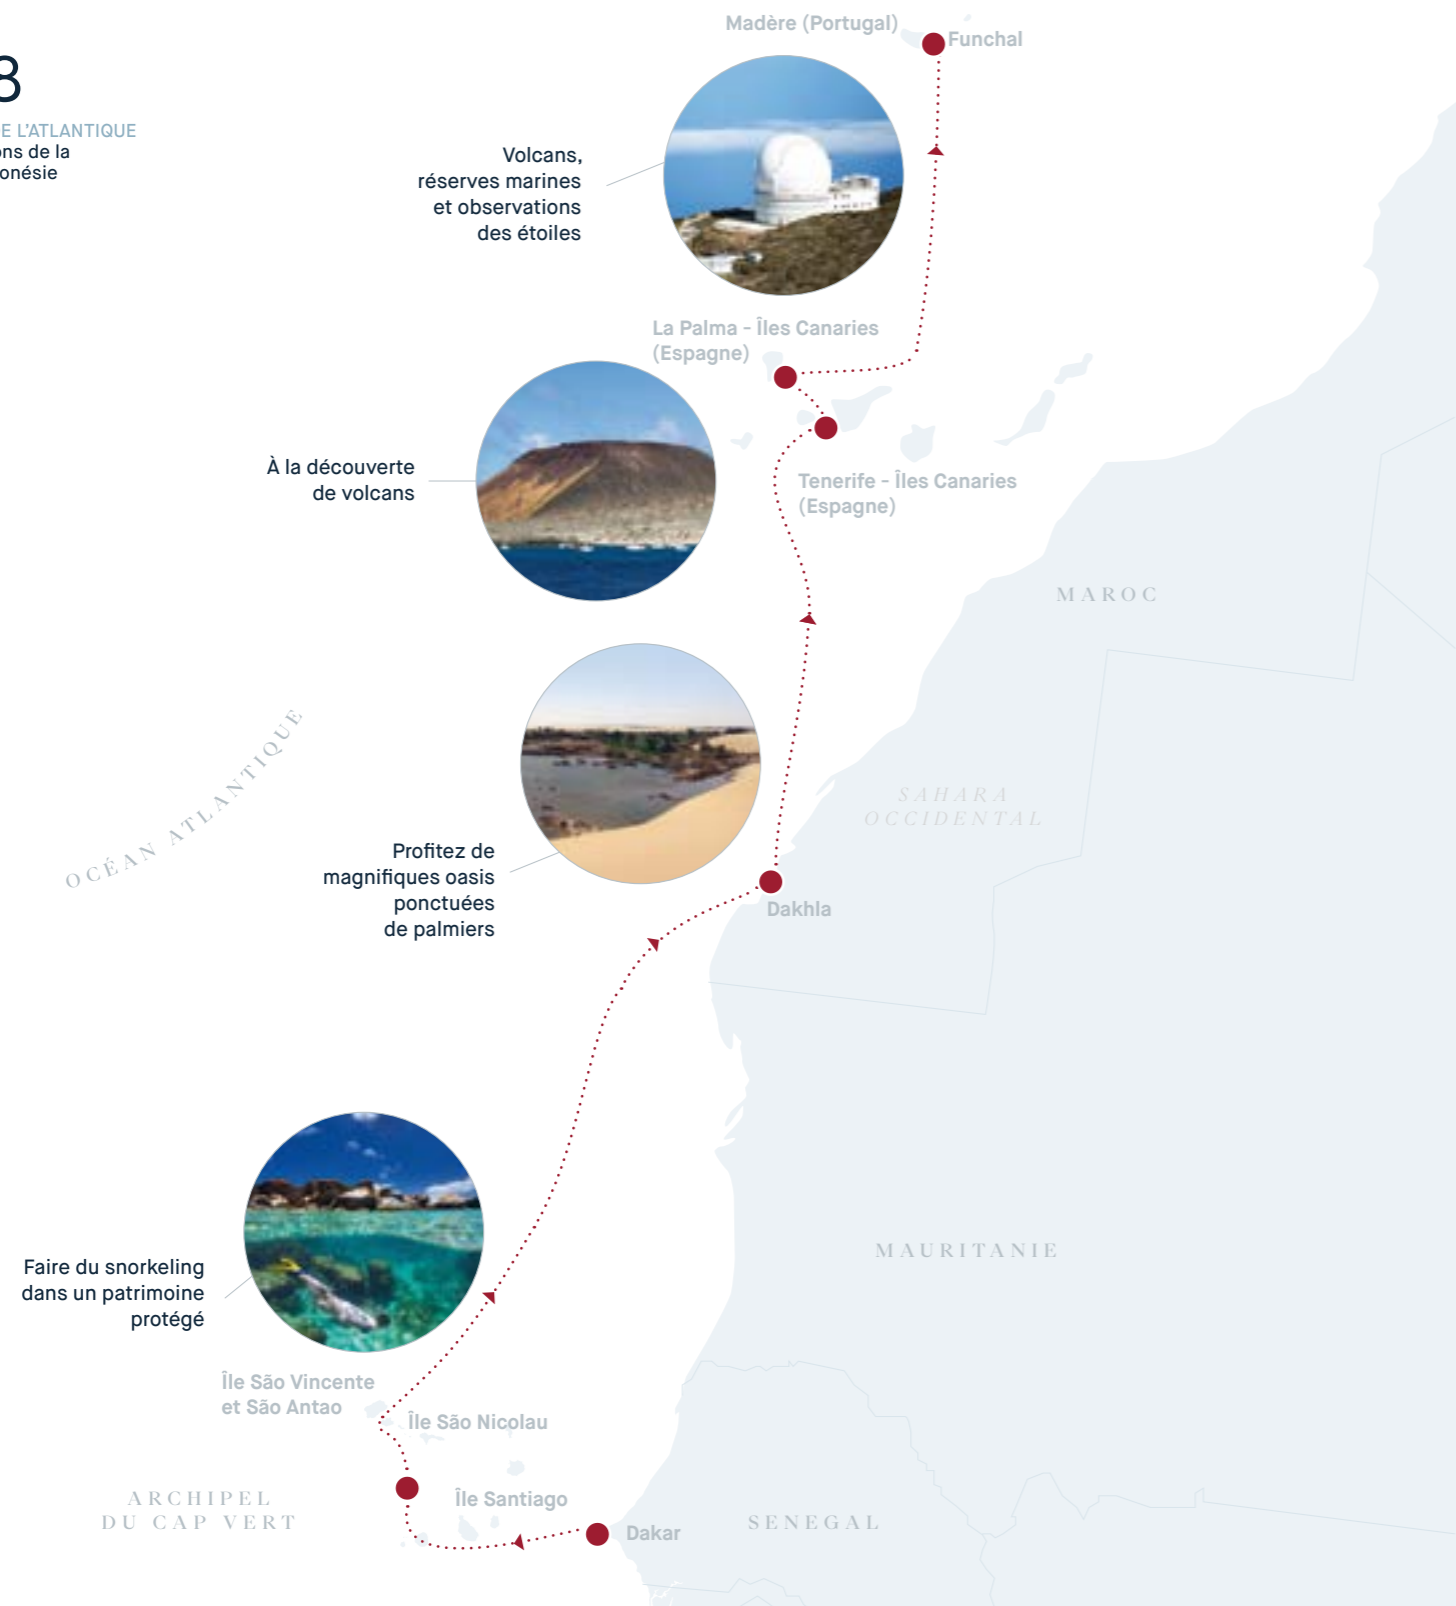 8
E L'ATLANTIQUE
ons de la
onésie
Madère (Portugal)
Funchal
Volcans,
réserves marines
et observations
des étoiles
La Palma - Îles Canaries
(Espagne)
À la découverte
de volcans
Tenerife - Îles Canaries
(Espagne)
MAROC
OCÉAN ATLANTIQUE
SAHARA
OCCIDENTAL
Profitez de
magnifiques oasis
ponctuées
de palmiers
Dakhla
MAURITANIE
Faire du snorkeling
dans un patrimoine
protégé
Île São Vincente
et São Antao
Île São Nicolau
ARCHIPEL
DU CAP VERT
Île Santiago
Dakar
SENEGAL